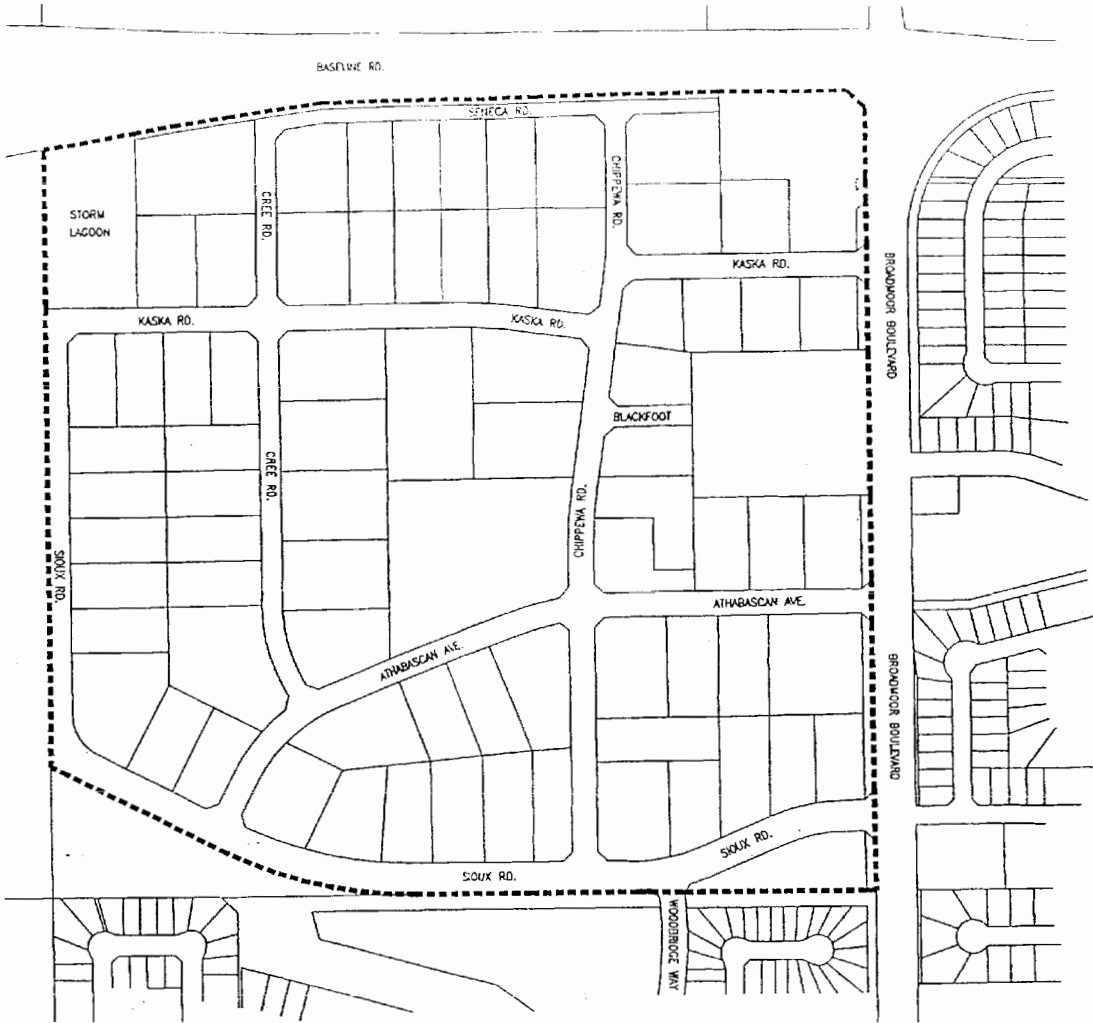 BASELINE RD.
SENECA RD.
CHIPPEWA RD.
CREE RD.
STORM
LAGOON
KASKA RD.
BROADMOOR BOULEVARD
KASKA RD.
KASKA RD.
BLACKFOOT
CREE RD.
CHIPPEWA RD.
SIOUX RD.
ATHABASCAN AVE.
ATHABASCAN AVE.
BROADMOOR BOULEVARD
SIOUX RD.
SIOUX RD.
WOODBRIDGE WAY